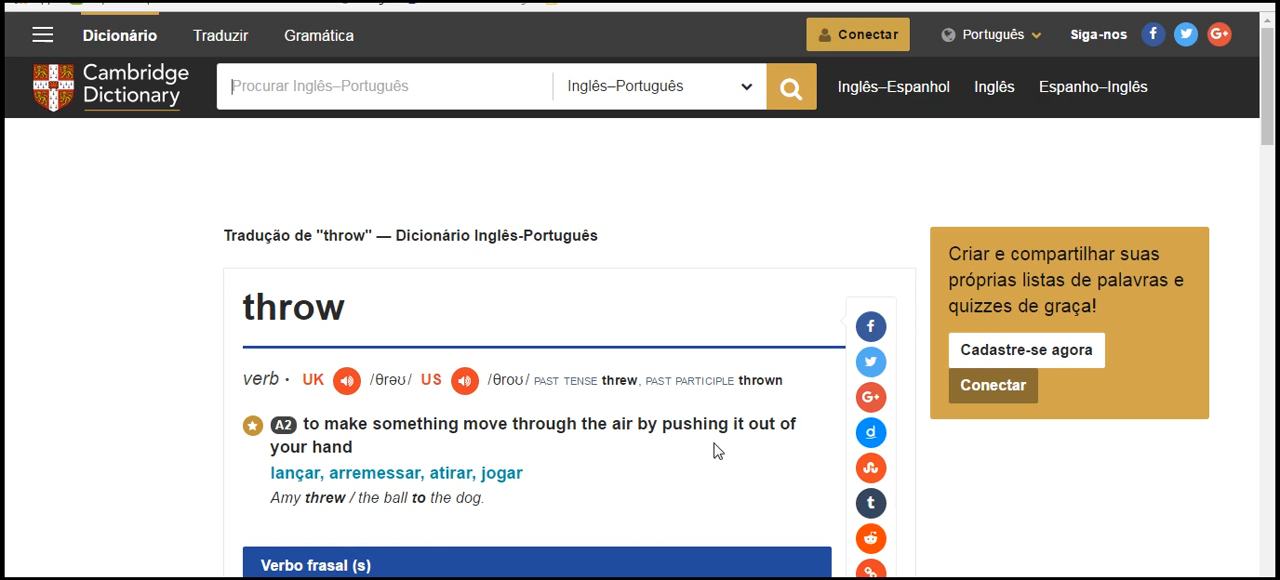 Dicionário Traduzir Gramática Conectar Português Siga-nos
Cambridge
Dictionary
Procurar Inglês–Português Inglês–Português Inglês–Espanhol Inglês Espanho–Inglês
Tradução de "throw" — Dicionário Inglês-Português
throw
verb · UK /θrəʊ/ US /θroʊ/ PAST TENSE threw, PAST PARTICIPLE thrown
A2 to make something move through the air by pushing it out of
your hand
lançar, arremessar, atirar, jogar
Amy threw / the ball to the dog.
Verbo frasal (s)
Criar e compartilhar suas
próprias listas de palavras e
quizzes de graça!
Cadastre-se agora
Conectar